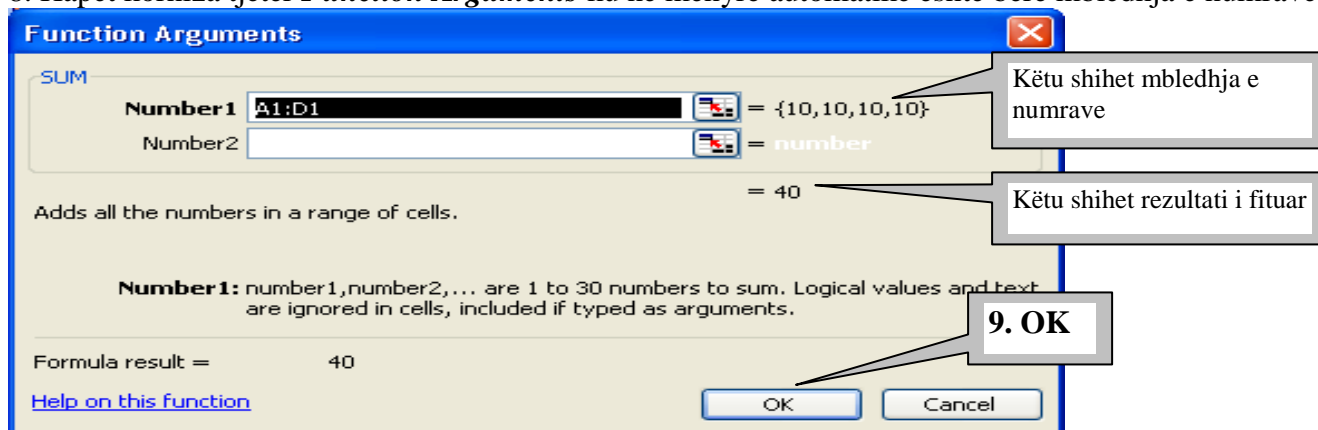 Function Arguments
SUM
Number1 A1:D1 = {10,10,10,10}
Këtu shihet mbledhja e
numrave
Number2 = number
= 40
Këtu shihet rezultati i fituar
Adds all the numbers in a range of cells.
Number1: number1,number2,... are 1 to 30 numbers to sum. Logical values and text
are ignored in cells, included if typed as arguments.
9. OK
Formula result = 40
Help on this function
OK Cancel